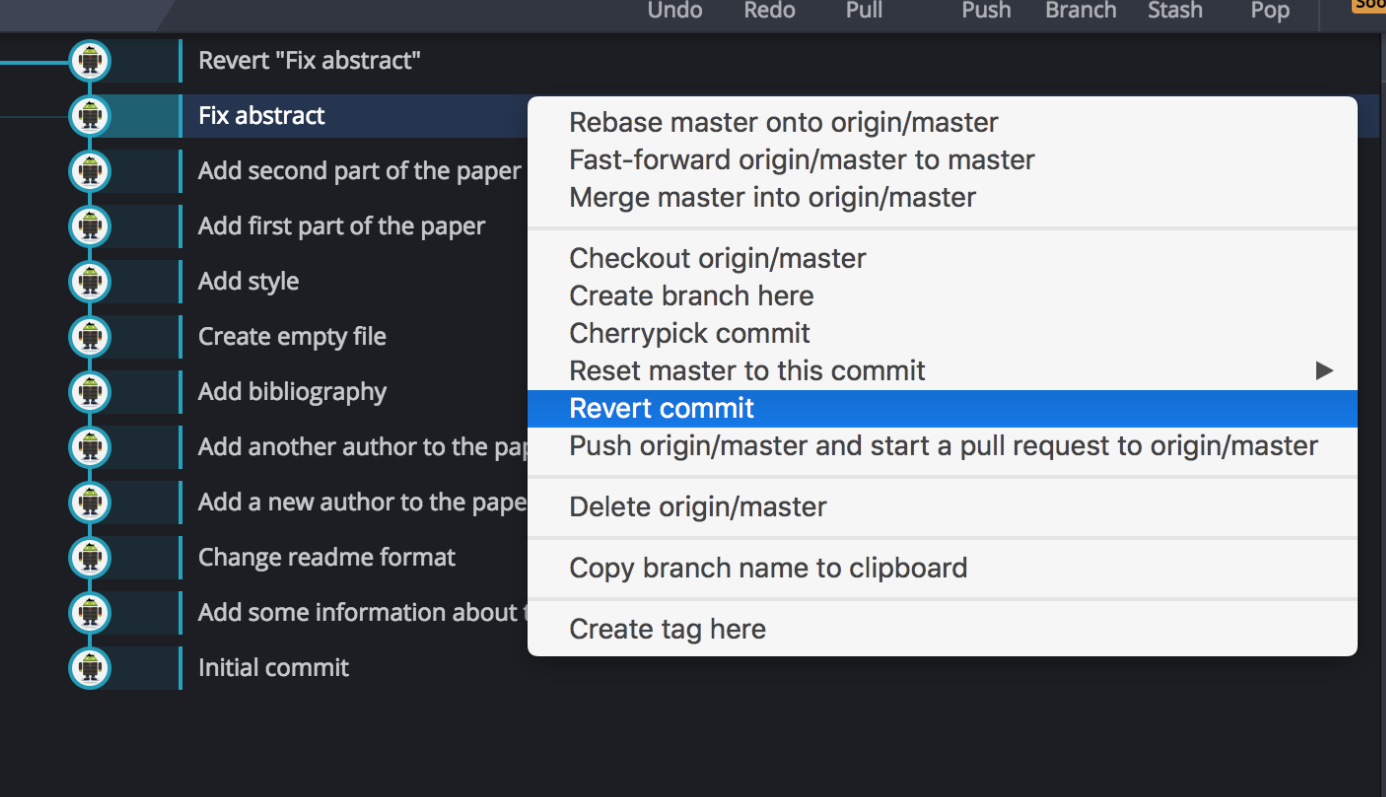 Undo Redo Pull Push Branch Stash Pop
Revert "Fix abstract"
Fix abstract
Add second part of the paper
Add first part of the paper
Add style
Create empty file
Add bibliography
Add another author to the
Add a new author to the
Change readme format
Add some information about
Initial commit
Rebase master onto origin/master
Fast-forward origin/master to master
Merge master into origin/master
Checkout origin/master
Create branch here
Cherrypick commit
Reset master to this commit
Revert commit
Push origin/master and start a pull request to origin/master
Delete origin/master
Copy branch name to clipboard
Create tag here